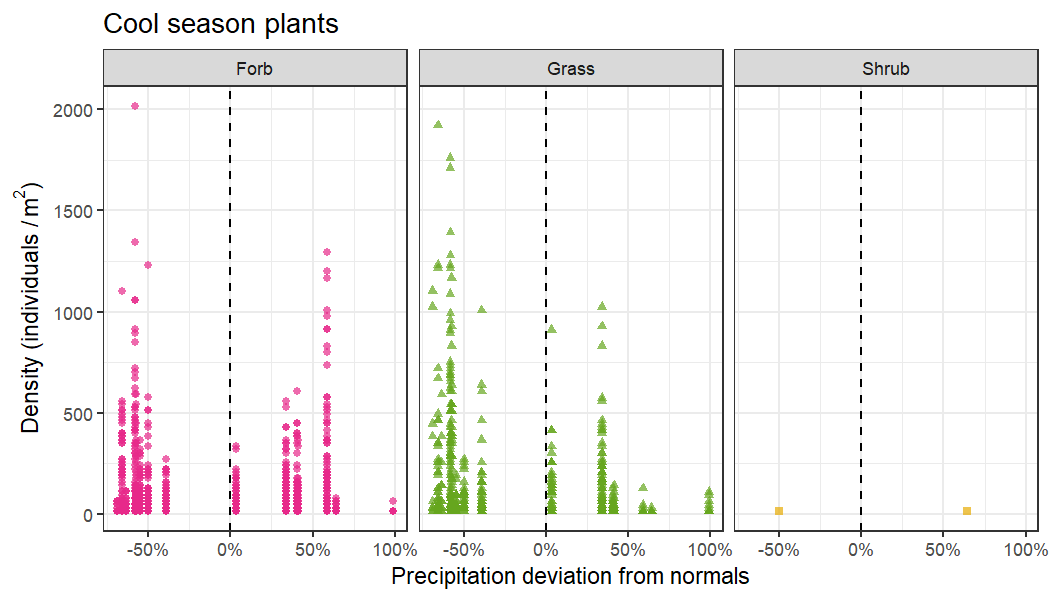 Cool season plants
Forb Grass Shrub
Density (individuals / m²)
2000
1500
1000
500
0
-50% 0% 50% 100% -50% 0% 50% 100% -50% 0% 50% 100%
Precipitation deviation from normals